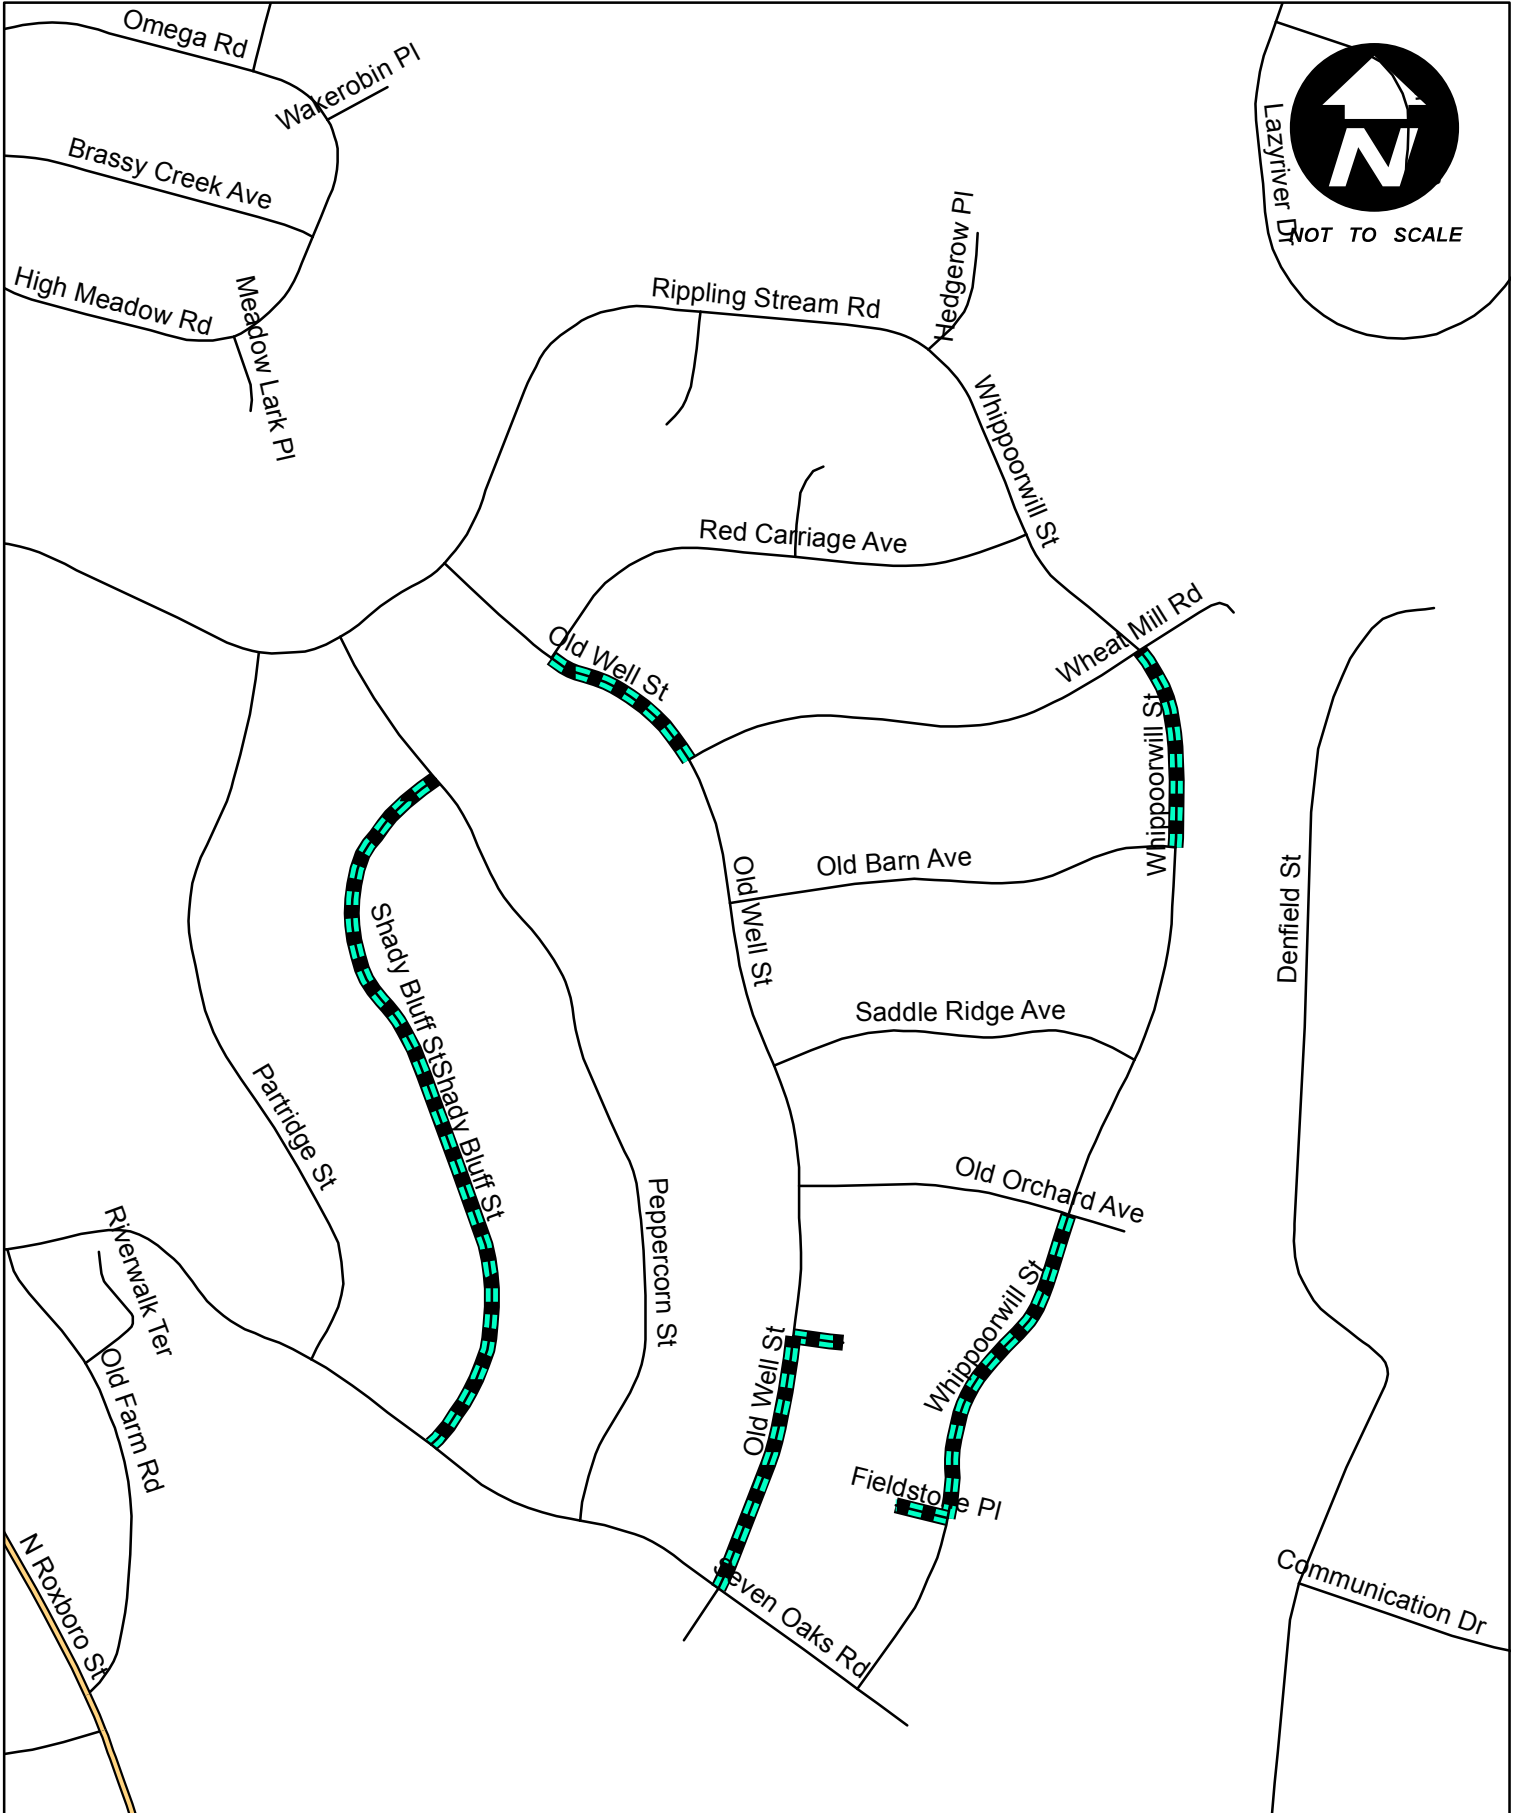 Omega Rd
Wakerobin Pl
Brassy Creek Ave
High Meadow Rd
Meadow Lark Pl
Lazyriver Dr
N
NOT TO SCALE
Hedgerow Pl
Rippling Stream Rd
Whippoorwill St
Red Carriage Ave
Wheat Mill Rd
Old Well St
Whippoorwill St
Old Barn Ave
Old Well St
Denfield St
Shady Bluff St
Saddle Ridge Ave
Shady Bluff St
Partridge St
Old Orchard Ave
Peppercorn St
Riverwalk Ter
Whippoorwill St
Old Well St
Old Farm Rd
Fieldstone Pl
N Roxboro St
Seven Oaks Rd
Communication Dr